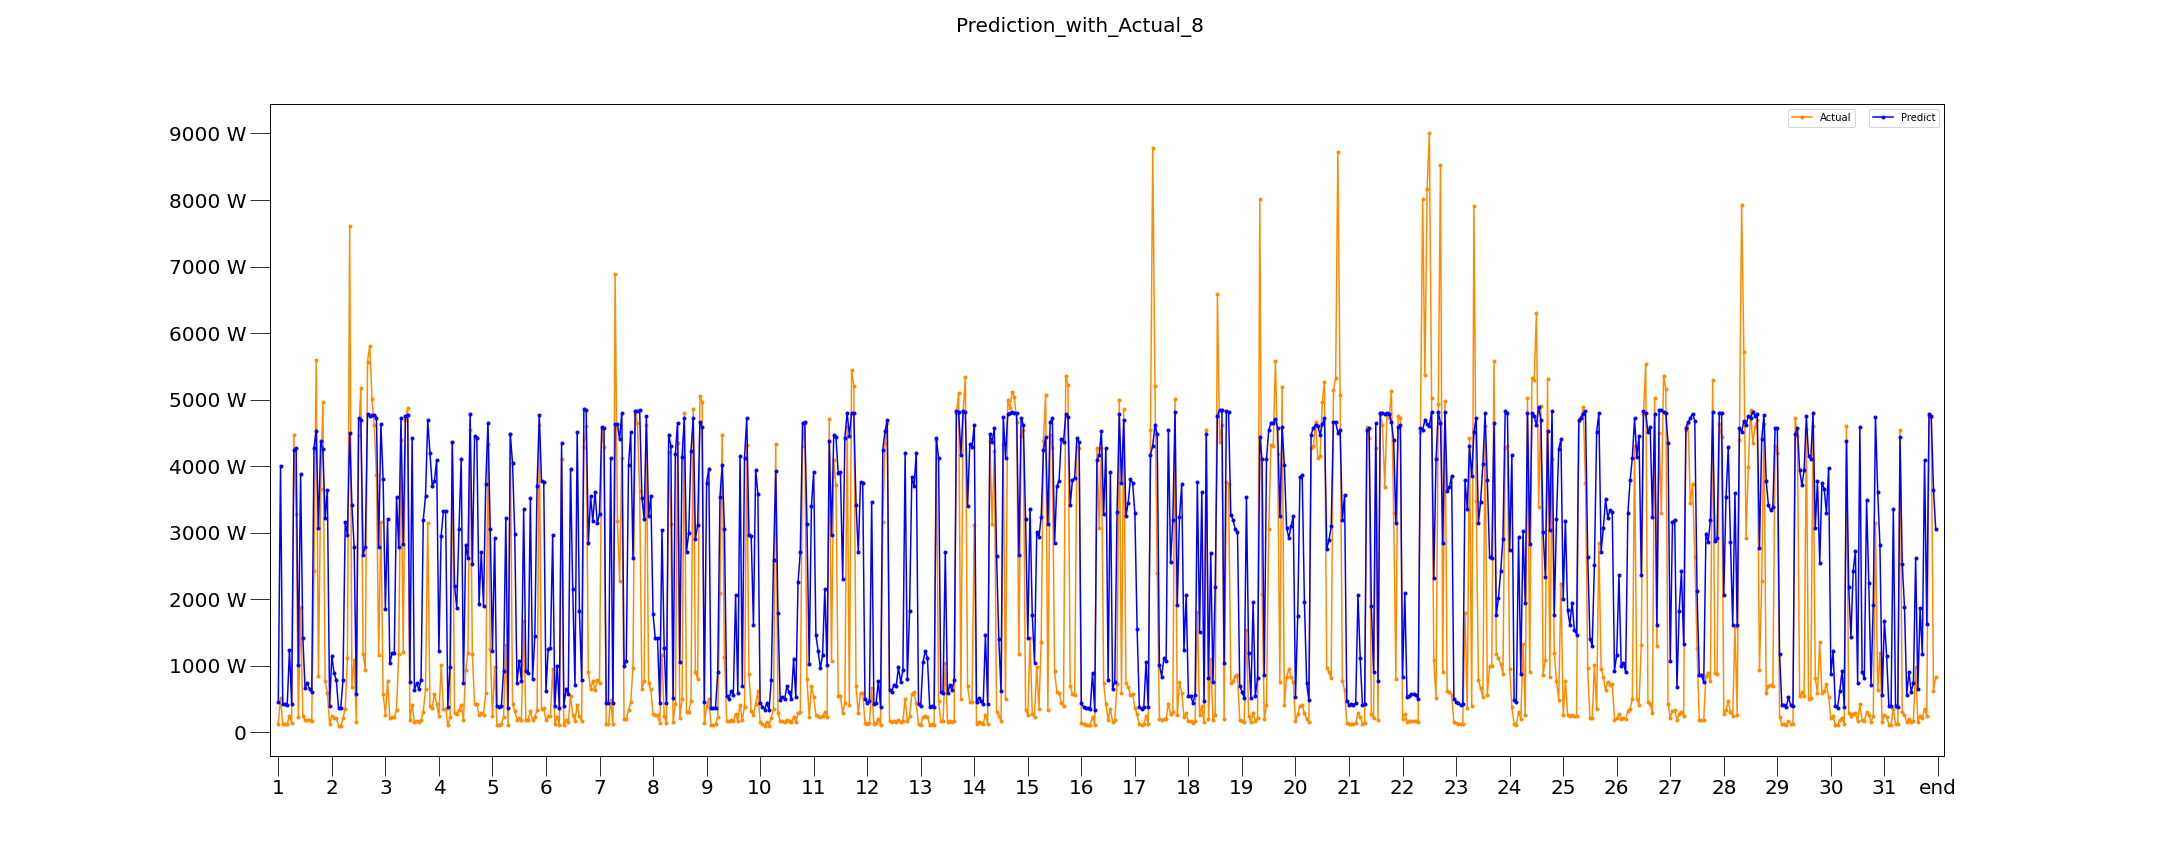 Prediction_with_Actual_8
Actual Predict
9000 W
8000 W
7000 W
6000 W
5000 W
4000 W
3000 W
2000 W
1000 W
0
1 2 3 4 5 6 7 8 9 10 11 12 13 14 15 16 17 18 19 20 21 22 23 24 25 26 27 28 29 30 31 end